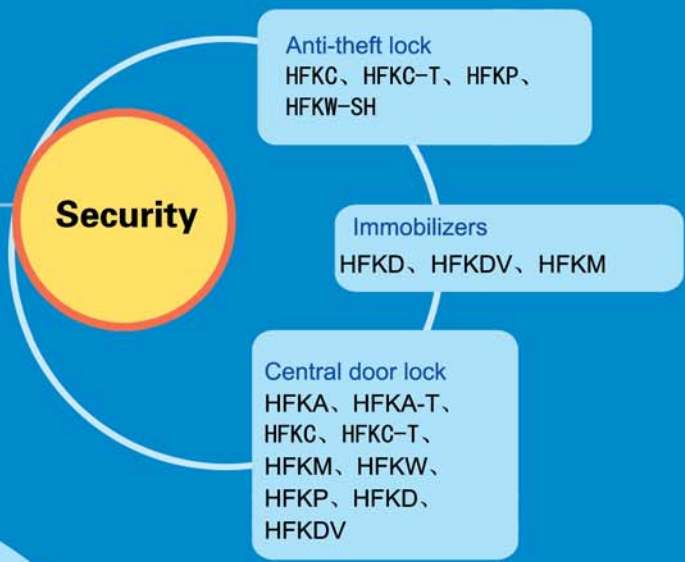 Anti-theft lock
HFKC、HFKC-T、HFKP、
HFKW-SH
Security
Immobilizers
HFKD、HFKDV、HFKM
Central door lock
HFKA、HFKA-T、
HFKC、HFKC-T、
HFKM、HFKW、
HFKP、HFKD、
HFKDV